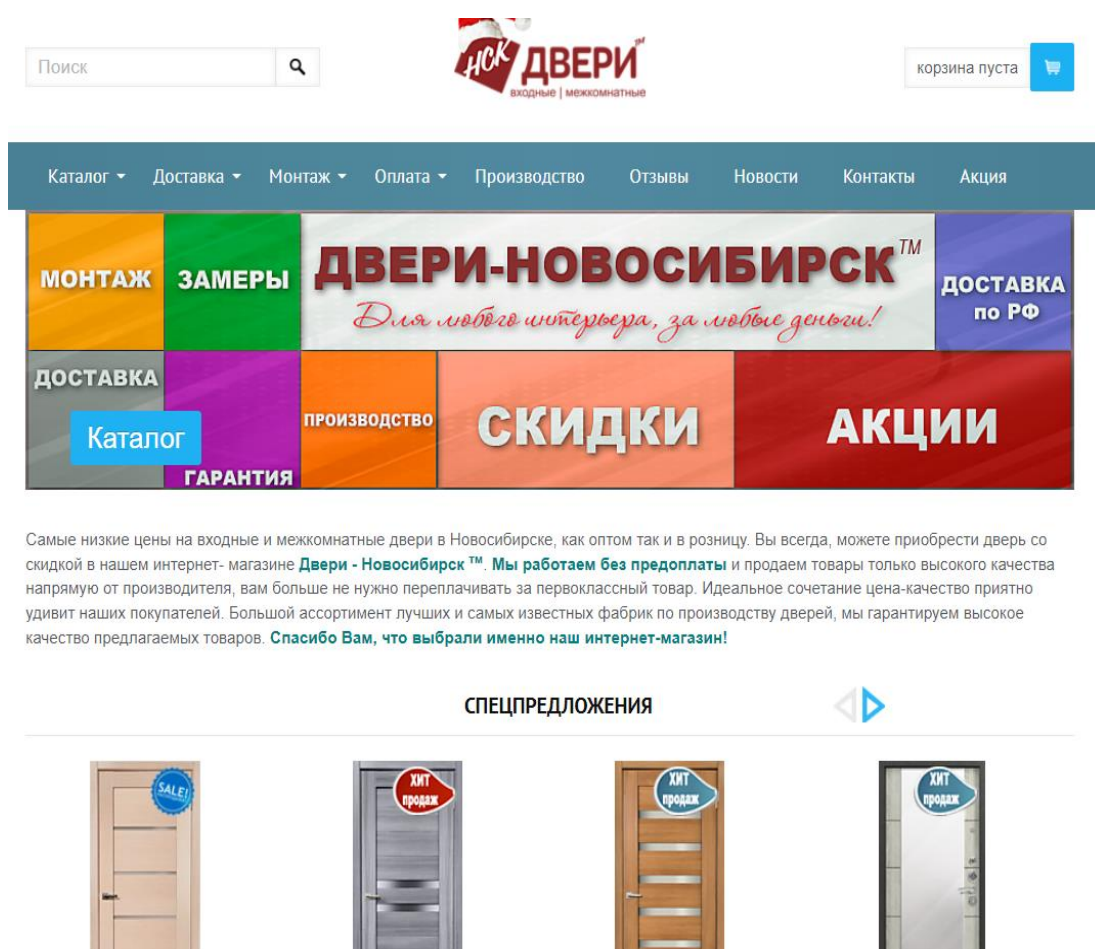 Поиск
НСК ДВЕРИ™
входные | межкомнатные
корзина пуста
Каталог Доставка Монтаж Оплата Производство Отзывы Новости Контакты Акция
МОНТАЖ
ЗАМЕРЫ
ДВЕРИ-НОВОСИБИРСК™
Для любого интерьера, за любые деньги!
ДОСТАВКА
по РФ
ДОСТАВКА
Каталог
ГАРАНТИЯ
ПРОИЗВОДСТВО
СКИДКИ
АКЦИИ
Самые низкие цены на входные и межкомнатные двери в Новосибирске, как оптом так и в розницу. Вы всегда, можете приобрести дверь со
скидкой в нашем интернет- магазине Двери - Новосибирск ™. Мы работаем без предоплаты и продаем товары только высокого качества
напрямую от производителя, вам больше не нужно переплачивать за первоклассный товар. Идеальное сочетание цена-качество приятно
удивит наших покупателей. Большой ассортимент лучших и самых известных фабрик по производству дверей, мы гарантируем высокое
качество предлагаемых товаров. Спасибо Вам, что выбрали именно наш интернет-магазин!
СПЕЦПРЕДЛОЖЕНИЯ
SALE!
ХИТ
продаж
ХИТ
продаж
ХИТ
продаж